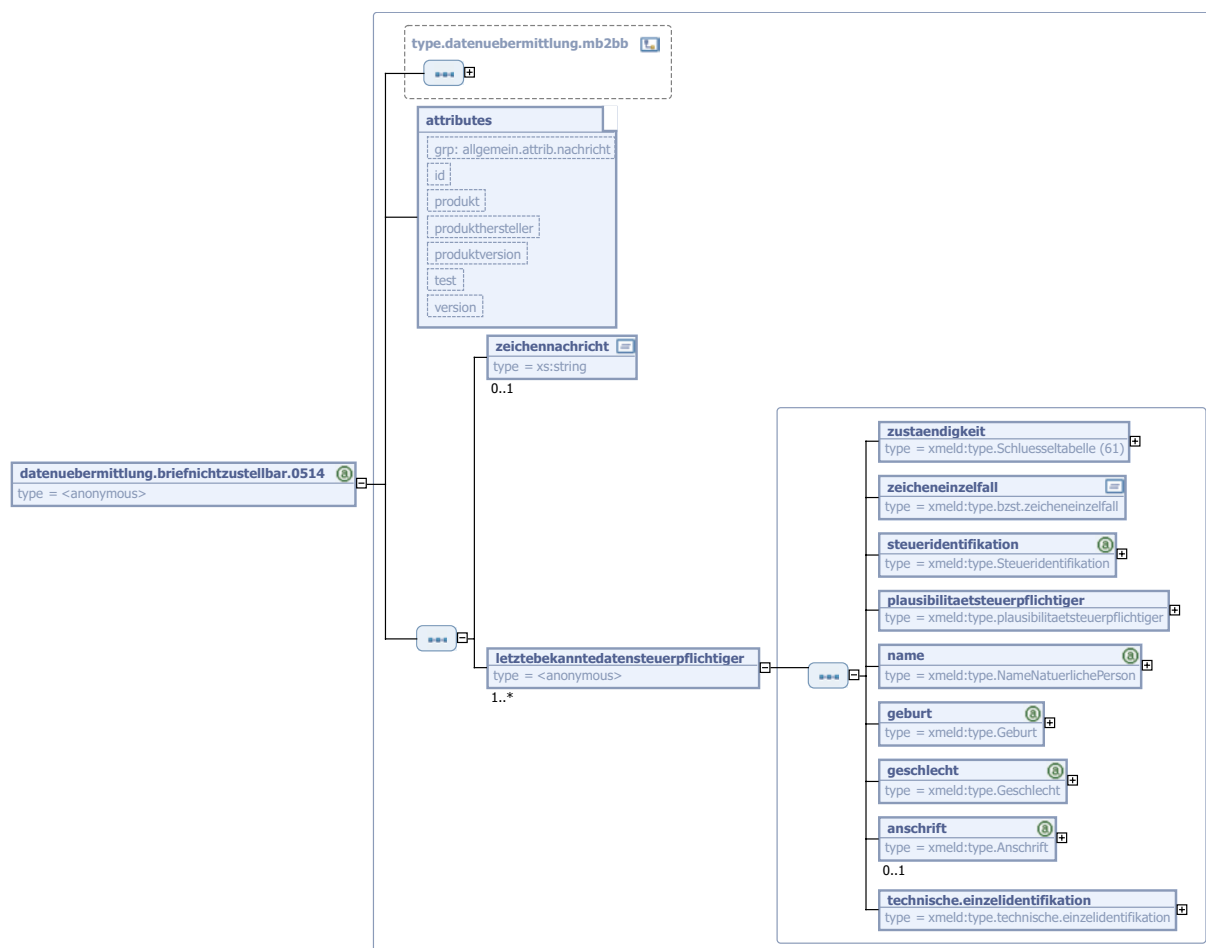 type.datenuebermittlung.mb2bb
attributes
grp: allgemein.attrib.nachricht
id
produkt
produkthersteller
produktversion
test
version
zeichennachricht
type = xs:string
0..1
datenuebermittlung.briefnichtzustellbar.0514
type = <anonymous>
letztebekanntedatensteuerpflichtiger
type = <anonymous>
1..*
zustaendigkeit
type = xmeld:type.Schluesseltabelle (61)
zeicheneinzelfall
type = xmeld:type.bzst.zeicheneinzelfall
steueridentifikation
type = xmeld:type.Steueridentifikation
plausibilitaetsteuerpflichtiger
type = xmeld:type.plausibilitaetsteuerpflichtiger
name
type = xmeld:type.NameNatuerlichePerson
geburt
type = xmeld:type.Geburt
geschlecht
type = xmeld:type.Geschlecht
anschrift
type = xmeld:type.Anschrift
0..1
technische.einzelidentifikation
type = xmeld:type.technische.einzelidentifikation